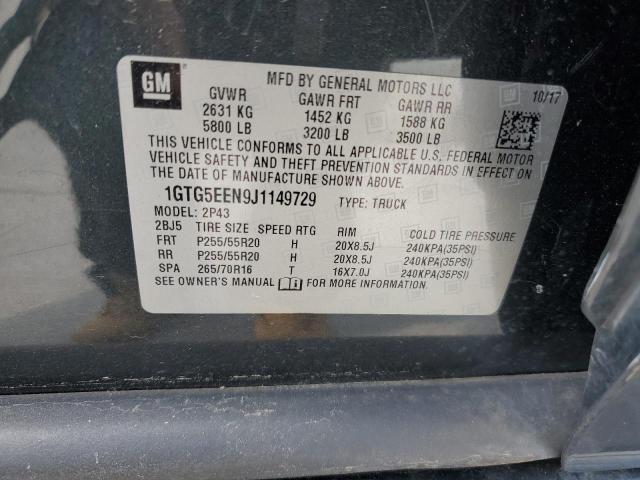 GM
MFD BY GENERAL MOTORS LLC
10/17
GVWR GAWR FRT GAWR RR
2631 KG 1452 KG 1588 KG
5800 LB 3200 LB 3500 LB
THIS VEHICLE CONFORMS TO ALL APPLICABLE U.S. FEDERAL MOTOR
VEHICLE SAFETY AND THEFT PREVENTION STANDARDS IN EFFECT ON
THE DATE OF MANUFACTURE SHOWN ABOVE.
1GTG5EEN9J1149729 TYPE: TRUCK
MODEL: 2P43
2BJ5 TIRE SIZE SPEED RTG RIM COLD TIRE PRESSURE
FRT P255/55R20 H 20X8.5J 240KPA(35PSI)
RR P255/55R20 H 20X8.5J 240KPA(35PSI)
SPA 265/70R16 T 16X7.0J 240KPA(35PSI)
SEE OWNER'S MANUAL FOR MORE INFORMATION.